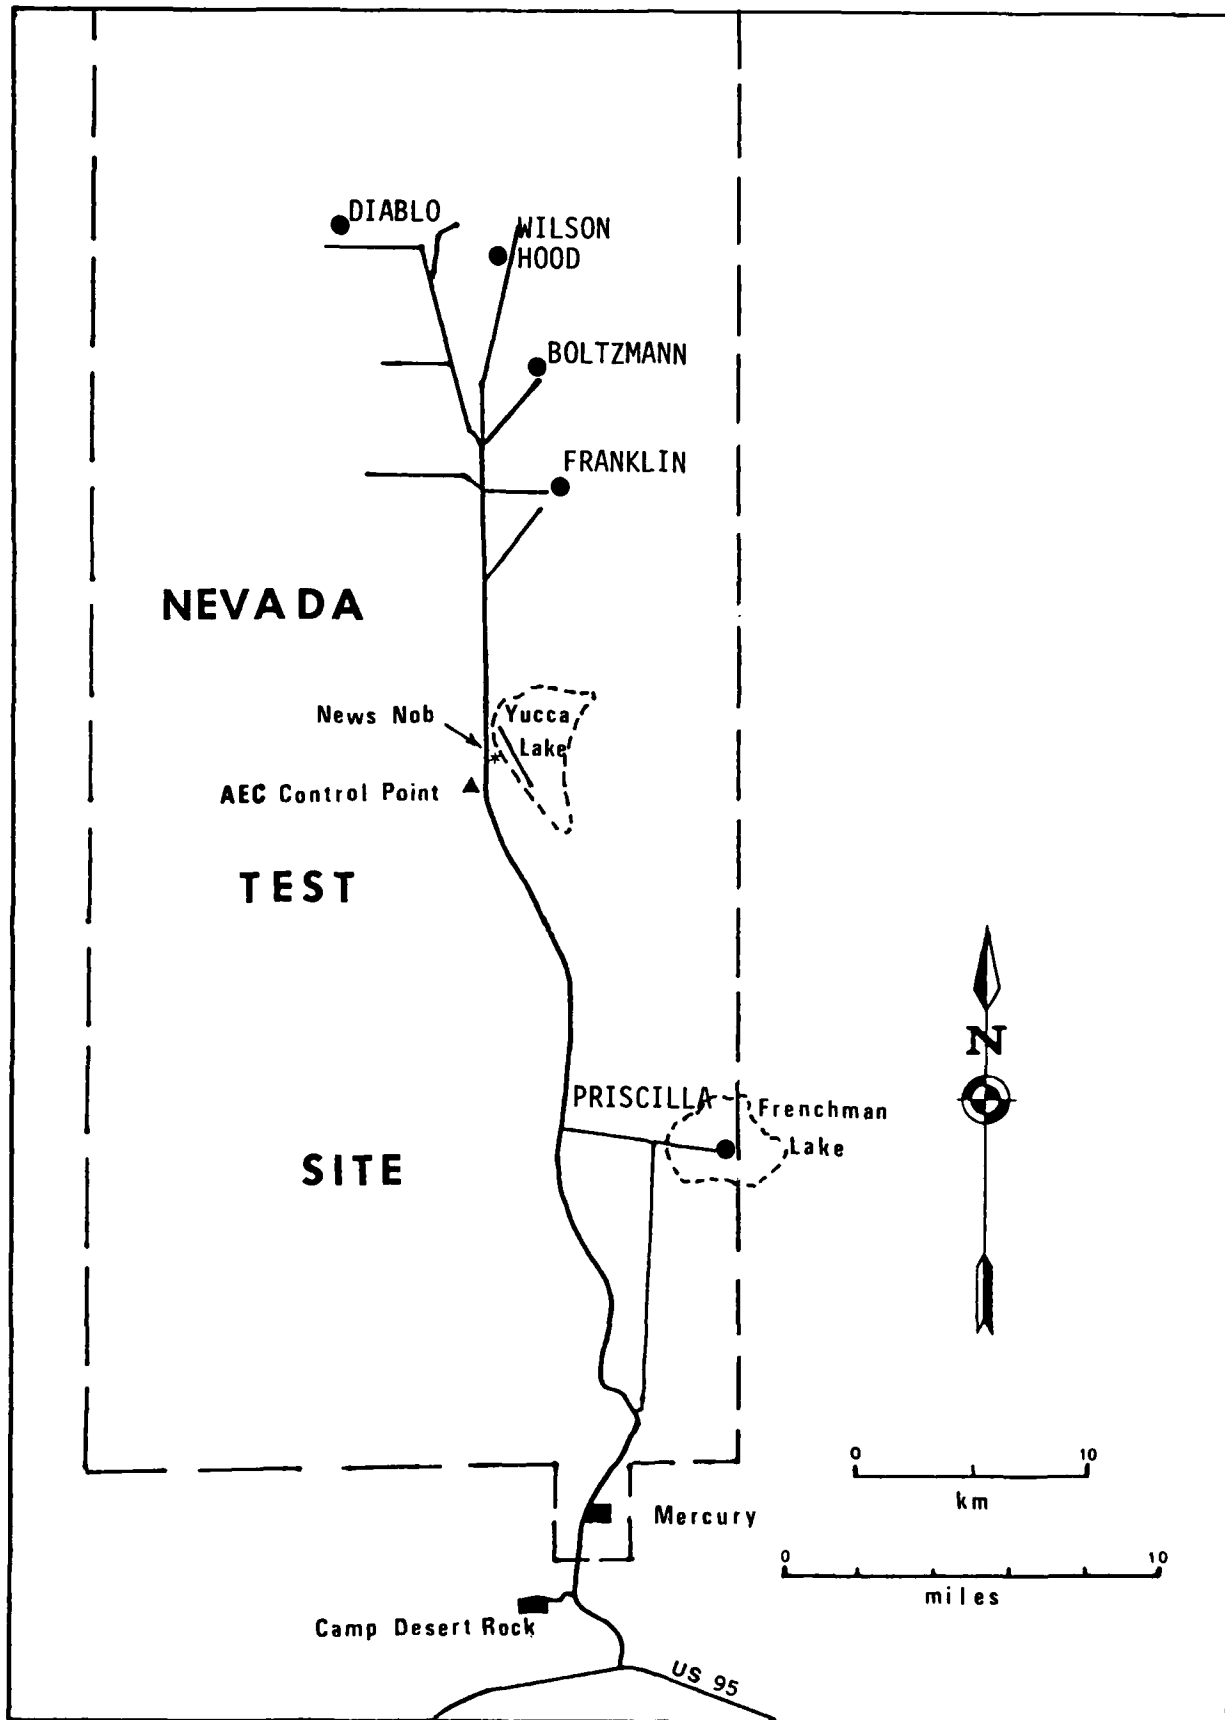 DIABLO
WILSON
HOOD
BOLTZMANN
FRANKLIN
NEVADA
News Nob
Yucca
Lake
AEC Control Point
TEST
N
PRISCILLA
Frenchman
Lake
SITE
0 10
km
Mercury
0 10
miles
Camp Desert Rock
US 95